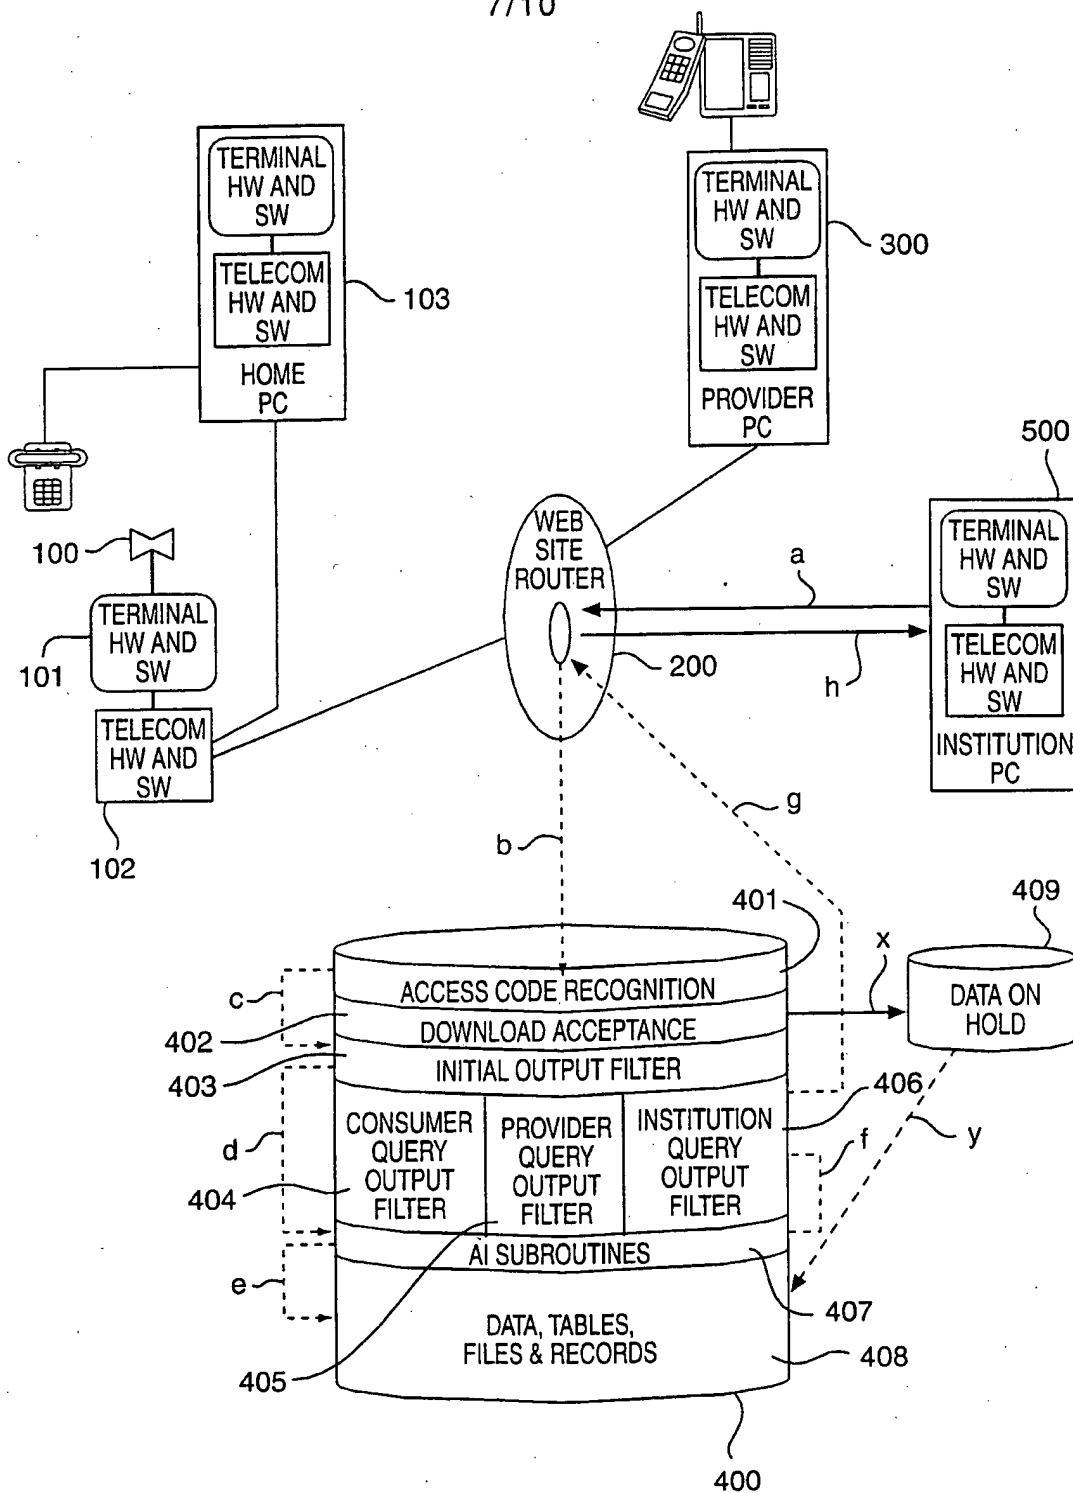 7/10
TERMINAL
HW AND
SW
TELECOM
HW AND
SW
HOME
PC
103
TERMINAL
HW AND
SW
TELECOM
HW AND
SW
PROVIDER
PC
300
500
TERMINAL
HW AND
SW
TELECOM
HW AND
SW
INSTITUTION
PC
100
TERMINAL
HW AND
SW
101
TELECOM
HW AND
SW
102
WEB
SITE
ROUTER
200
a
h
g
b
401
409
x
DATA ON
HOLD
c
ACCESS CODE RECOGNITION
402
DOWNLOAD ACCEPTANCE
403
INITIAL OUTPUT FILTER
406
d
CONSUMER
QUERY
OUTPUT
FILTER
404
PROVIDER
QUERY
OUTPUT
FILTER
INSTITUTION
QUERY
OUTPUT
FILTER
f
y
e
AI SUBROUTINES
407
DATA, TABLES,
FILES & RECORDS
408
405
400